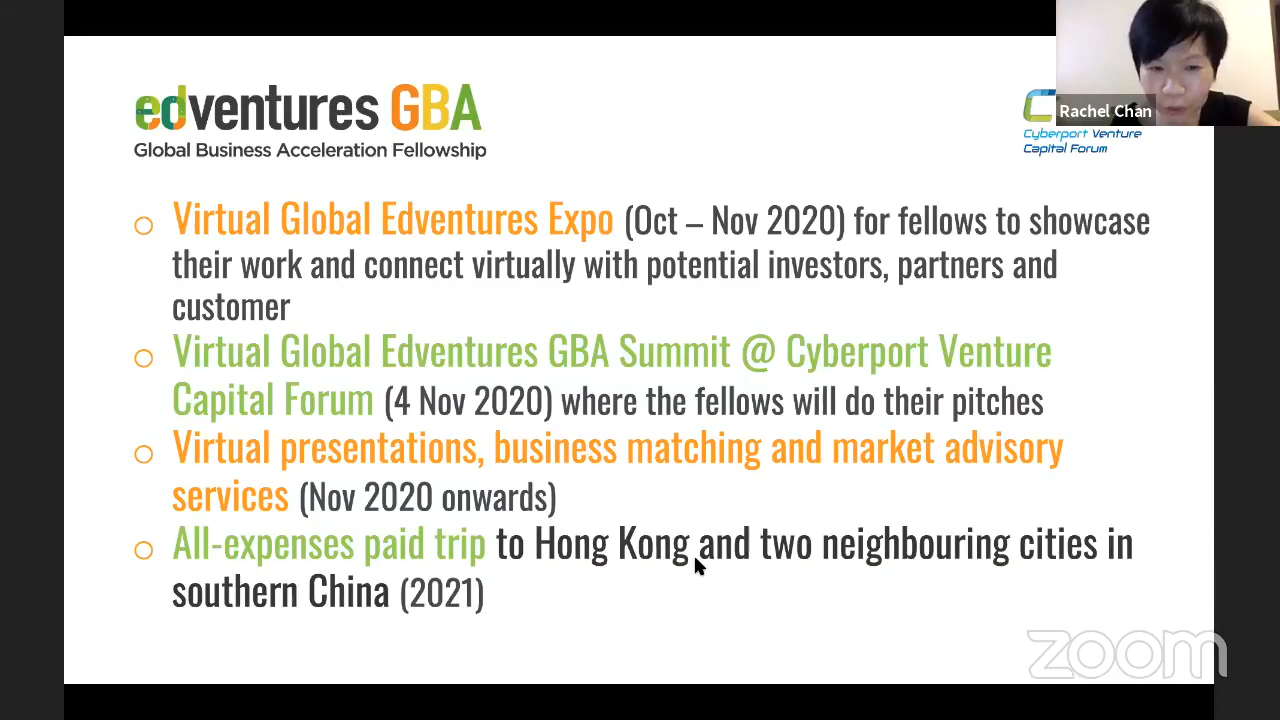 Rachel Chan
edventures GBA
Global Business Acceleration Fellowship
Cyberport Venture
Capital Forum
o Virtual Global Edventures Expo (Oct – Nov 2020) for fellows to showcase
their work and connect virtually with potential investors, partners and
customer
o Virtual Global Edventures GBA Summit @ Cyberport Venture
Capital Forum (4 Nov 2020) where the fellows will do their pitches
o Virtual presentations, business matching and market advisory
services (Nov 2020 onwards)
o All-expenses paid trip to Hong Kong and two neighbouring cities in
southern China (2021)
zoom